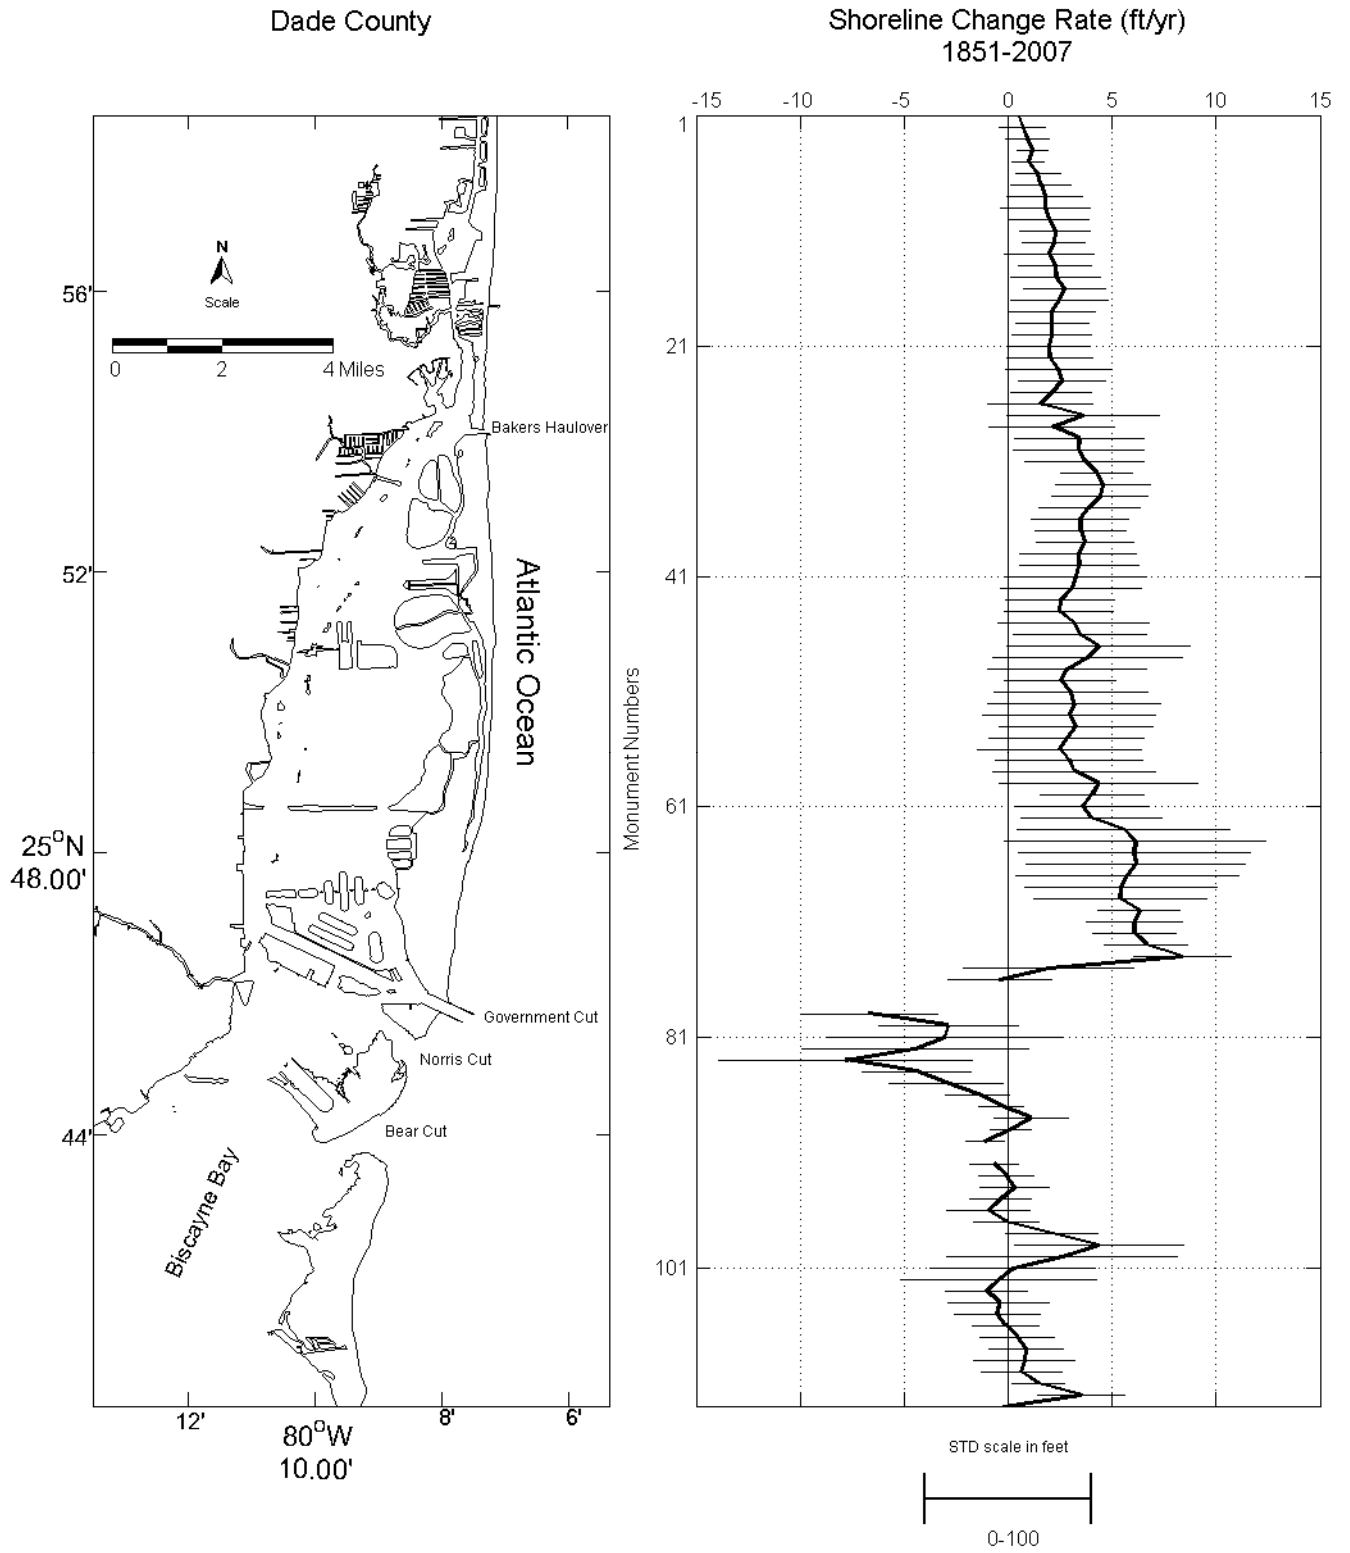 Dade County
Shoreline Change Rate (ft/yr)
1851-2007
-15 -10 -5 0 5 10 15
1
21
41
61
81
101
Monument Numbers
N
Scale
0 2 4 Miles
56'
52'
25°N
48.00'
44'
Bakers Haulover
Atlantic Ocean
Government Cut
Norris Cut
Bear Cut
Biscayne Bay
12' 8' 6'
80°W
10.00'
STD scale in feet
0-100